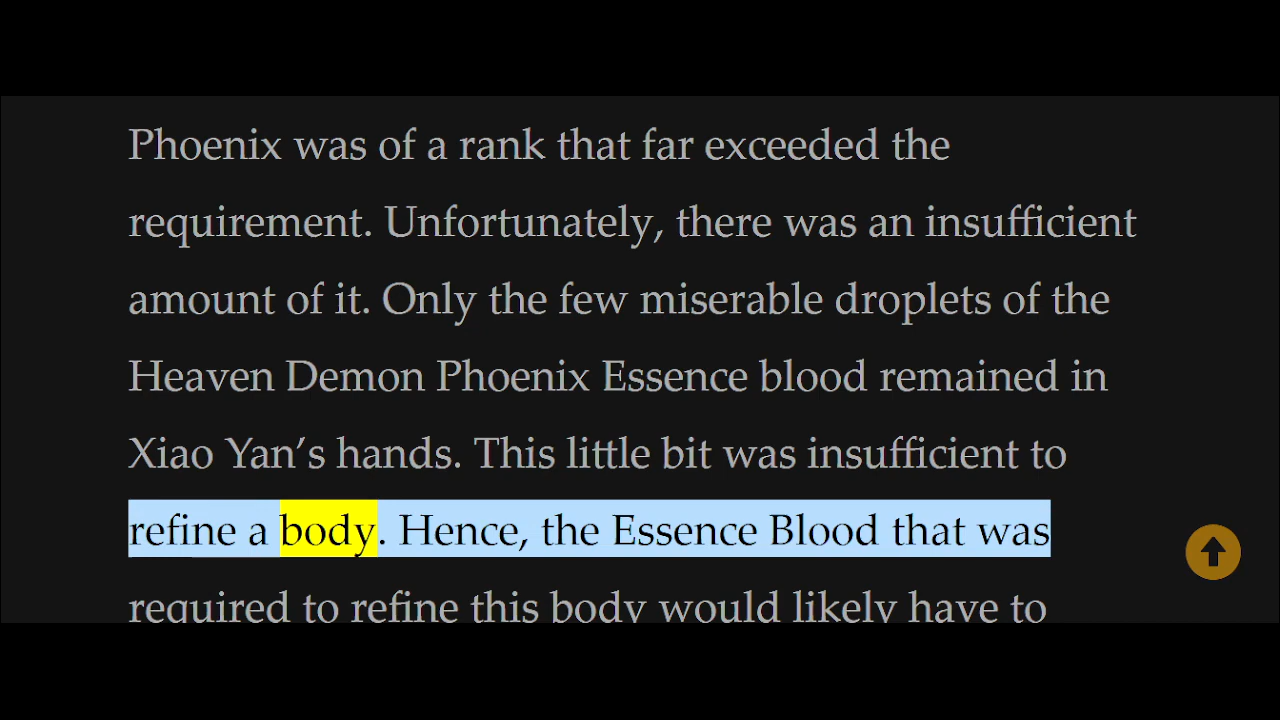 Phoenix was of a rank that far exceeded the
requirement. Unfortunately, there was an insufficient
amount of it. Only the few miserable droplets of the
Heaven Demon Phoenix Essence blood remained in
Xiao Yan’s hands. This little bit was insufficient to
refine a body. Hence, the Essence Blood that was
required to refine this body would likely have to